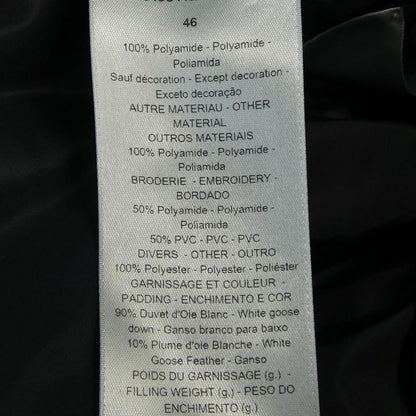 46
100% Polyamide - Polyamide -
Poliamida
Sauf décoration - Except decoration -
Exceto decoração
AUTRE MATERIAU - OTHER
MATERIAL
OUTROS MATERIAIS
100% Polyamide - Polyamide -
Poliamida
BRODERIE - EMBROIDERY -
BORDADO
50% Polyamide - Polyamide -
Poliamida
50% PVC - PVC - PVC
DIVERS - OTHER - OUTRO
100% Polyester - Polyester - Poliéster
GARNISSAGE ET COULEUR -
PADDING - ENCHIMENTO E COR
90% Duvet d'Oie Blanc - White goose
down - Ganso branco para baixo
10% Plume d'oie Blanche - White
Goose Feather - Ganso
POIDS DU GARNISSAGE (g.) -
- FILLING WEIGHT (g.) - PESO DO
ENCHIMENTO (g.)